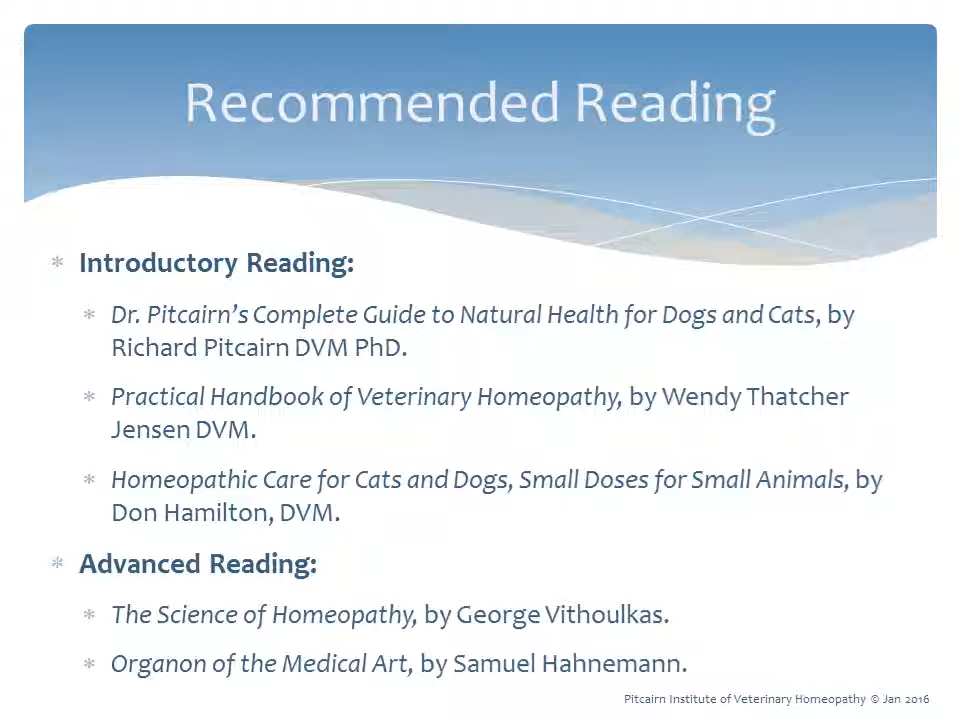 Recommended Reading
* Introductory Reading:
* Dr. Pitcairn’s Complete Guide to Natural Health for Dogs and Cats, by
Richard Pitcairn DVM PhD.
* Practical Handbook of Veterinary Homeopathy, by Wendy Thatcher
Jensen DVM.
* Homeopathic Care for Cats and Dogs, Small Doses for Small Animals, by
Don Hamilton, DVM.
* Advanced Reading:
* The Science of Homeopathy, by George Vithoulkas.
* Organon of the Medical Art, by Samuel Hahnemann.
Pitcairn Institute of Veterinary Homeopathy © Jan 2016